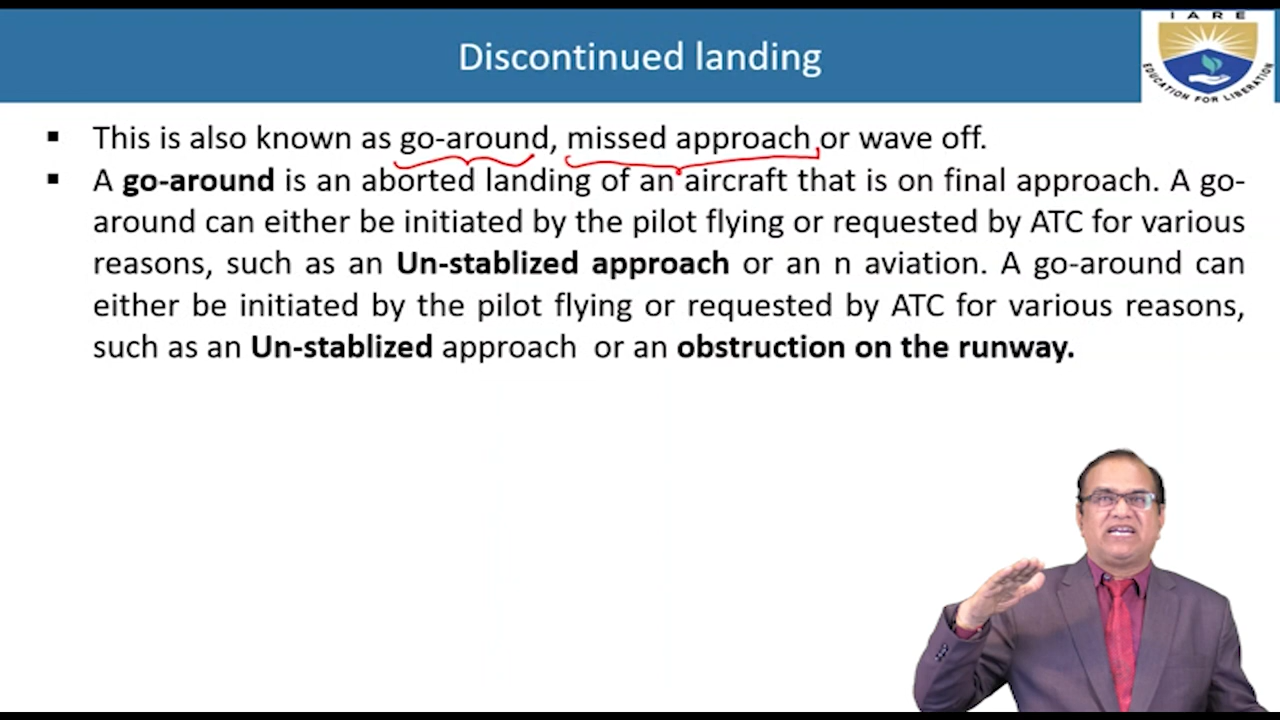 Discontinued landing
I A R E
EDUCATION FOR LIBERATION
▪ This is also known as go-around, missed approach or wave off.
▪ A go-around is an aborted landing of an aircraft that is on final approach. A go-
around can either be initiated by the pilot flying or requested by ATC for various
reasons, such as an Un-stablized approach or an n aviation. A go-around can
either be initiated by the pilot flying or requested by ATC for various reasons,
such as an Un-stablized approach or an obstruction on the runway.